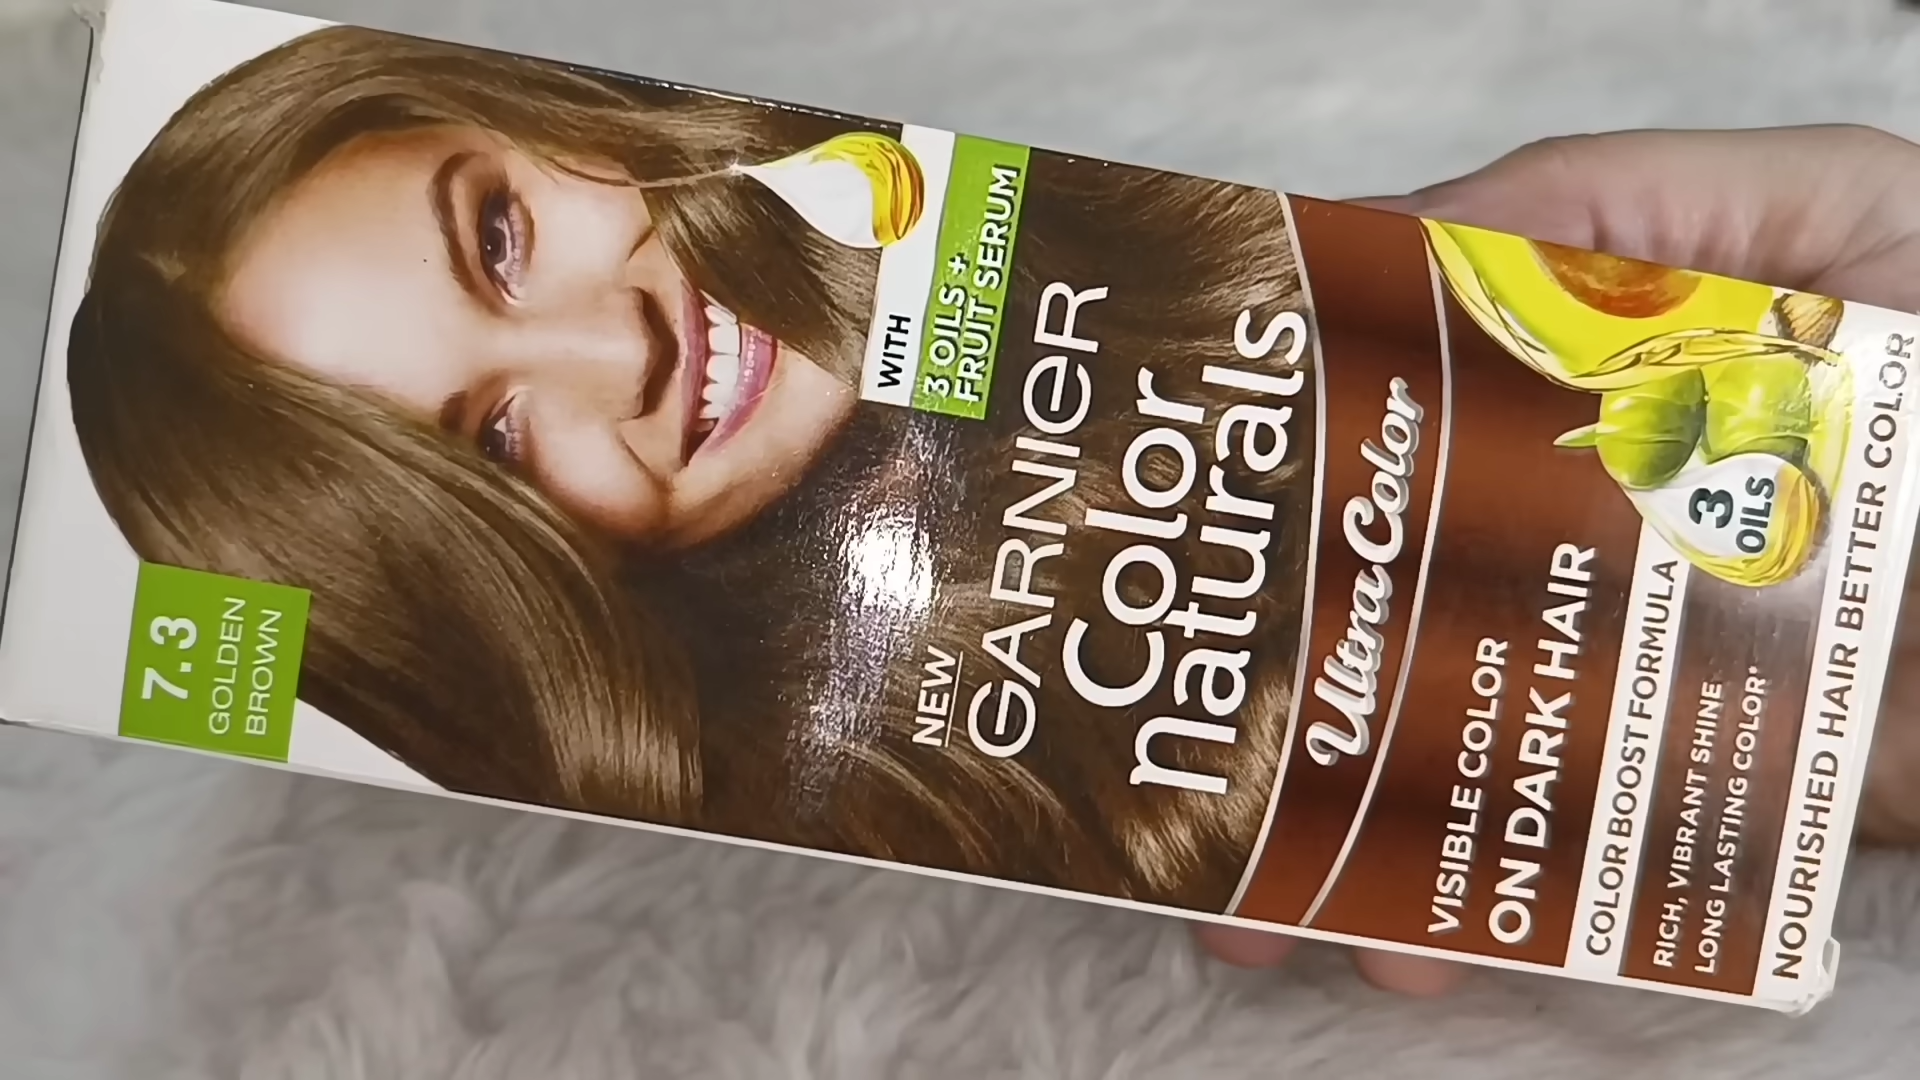 7.3
GOLDEN
BROWN
WITH
3 OILS +
FRUIT SERUM
NEW
GARNIER
Color
naturals
Ultra Color
VISIBLE COLOR
ON DARK HAIR
COLOR BOOST FORMULA
RICH, VIBRANT SHINE
LONG LASTING COLOR*
3
OILS
NOURISHED HAIR BETTER COLOR